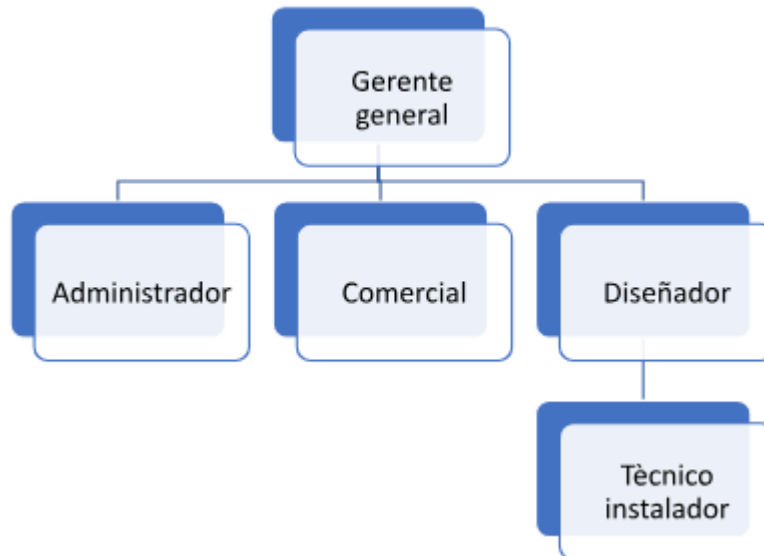 Gerente
general
Administrador
Comercial
Diseñador
Tècnico
instalador